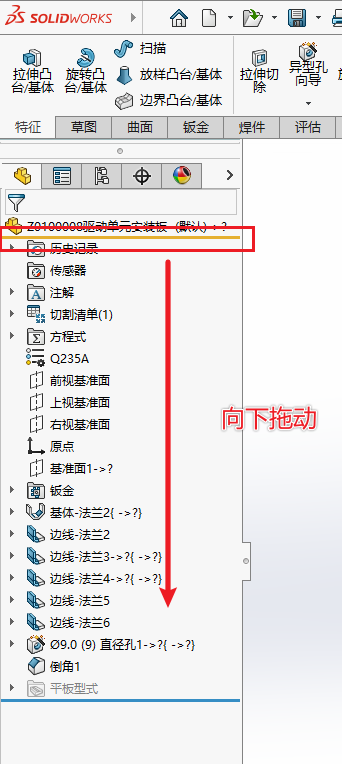 SOLIDWORKS
拉伸凸台/基体
旋转凸台/基体
扫描
放样凸台/基体
边界凸台/基体
拉伸切除
异型孔向导
特征 草图 曲面 钣金 焊件 评估
Z0100008驱动单元安装板 (默认) ->?
历史记录
传感器
注解
切割清单(1)
方程式
Q235A
前视基准面
上视基准面
右视基准面
原点
基准面1->?
钣金
基体-法兰2{ ->?}
边线-法兰2
边线-法兰3->?{ ->?}
边线-法兰4->?{ ->?}
边线-法兰5
边线-法兰6
Ø9.0 (9) 直径孔1->?{ ->?}
倒角1
平板型式
向下拖动